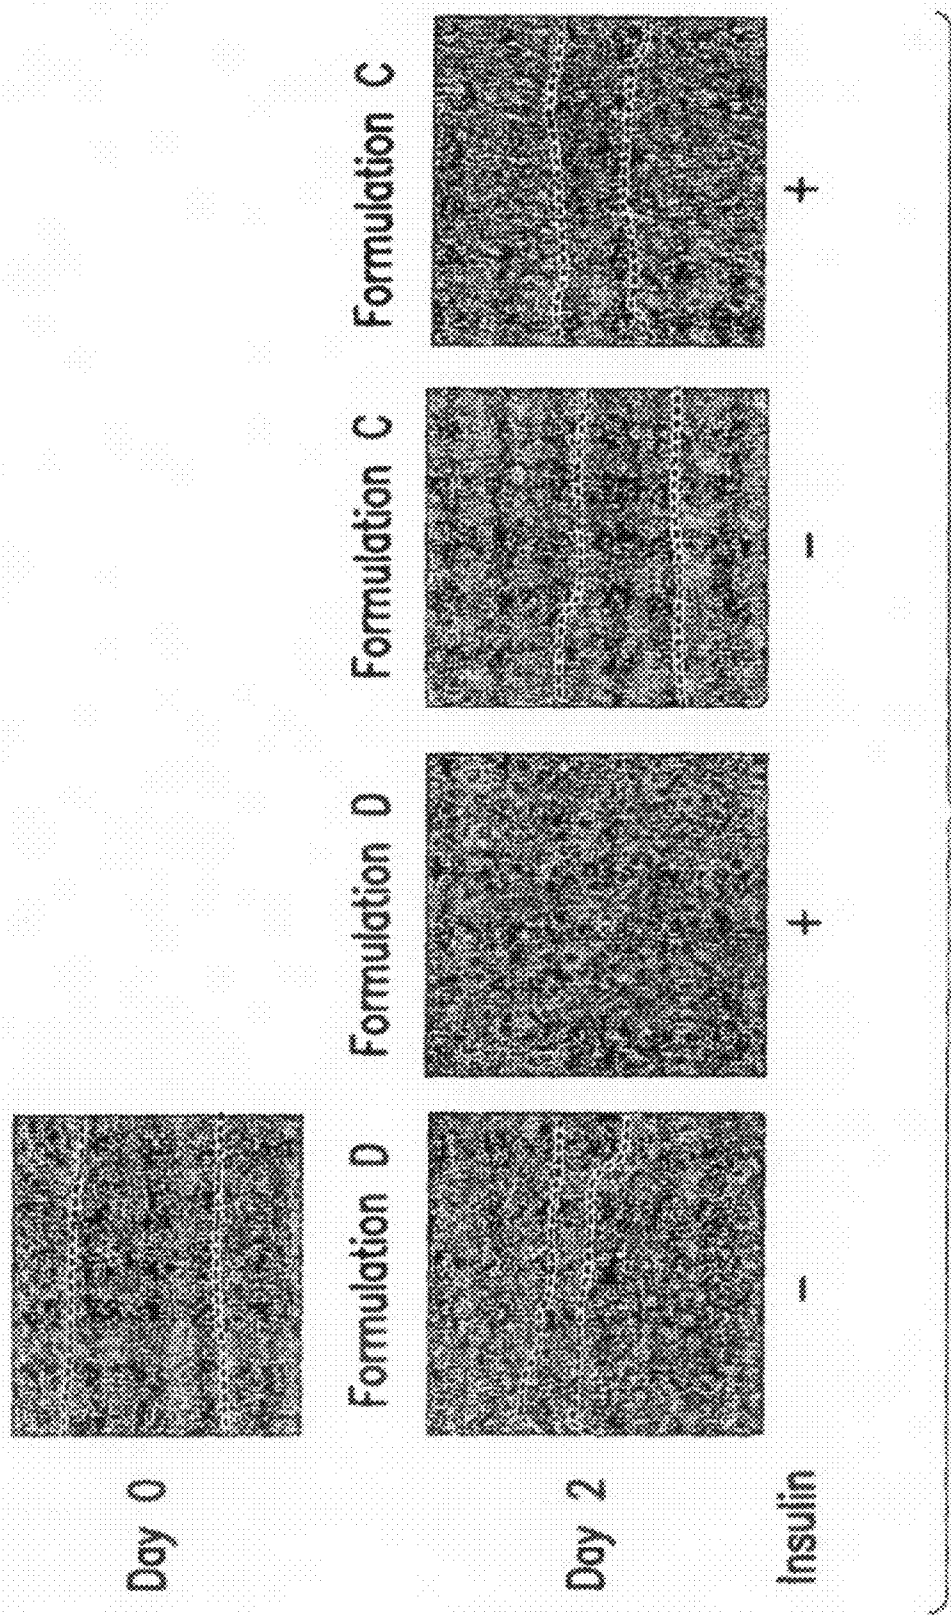 Day 0
Formulation D Formulation D Formulation C Formulation C
Day 2
Insulin - + - +